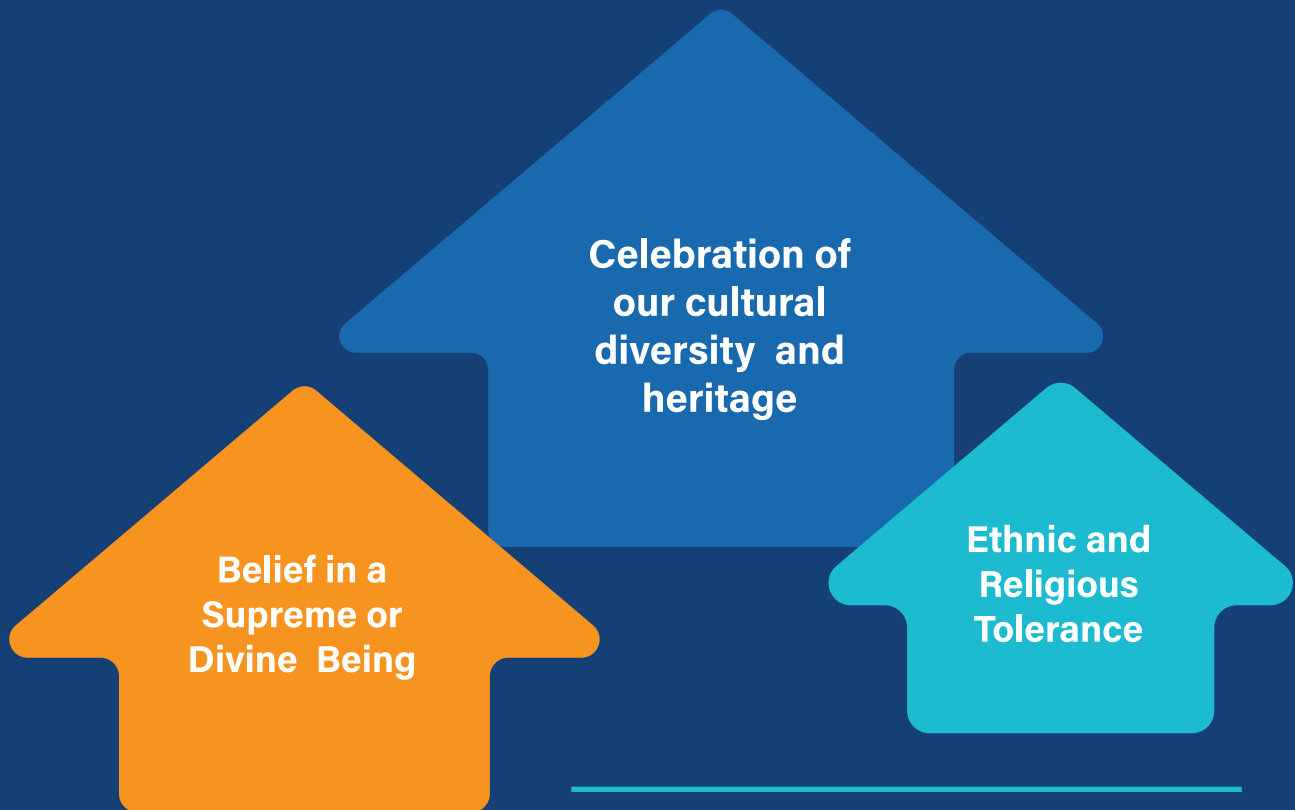 Celebration of
our cultural
diversity  and
heritage
Belief in a
Supreme or
Divine  Being
Ethnic and
Religious
Tolerance